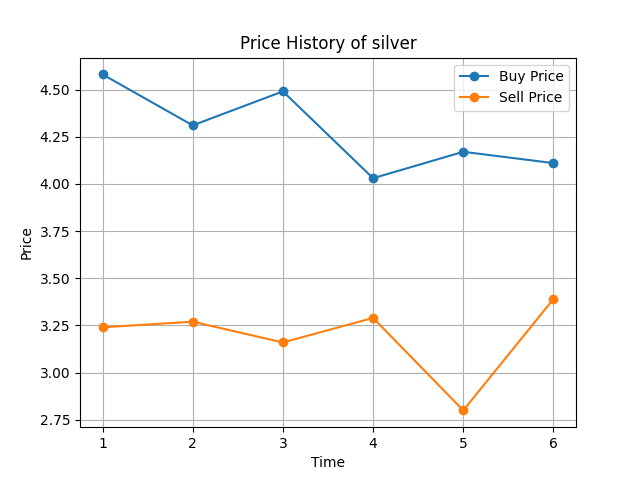 Price History of silver
Buy Price
Sell Price
4.50
4.25
4.00
3.75
3.50
3.25
3.00
2.75
Price
1 2 3 4 5 6
Time